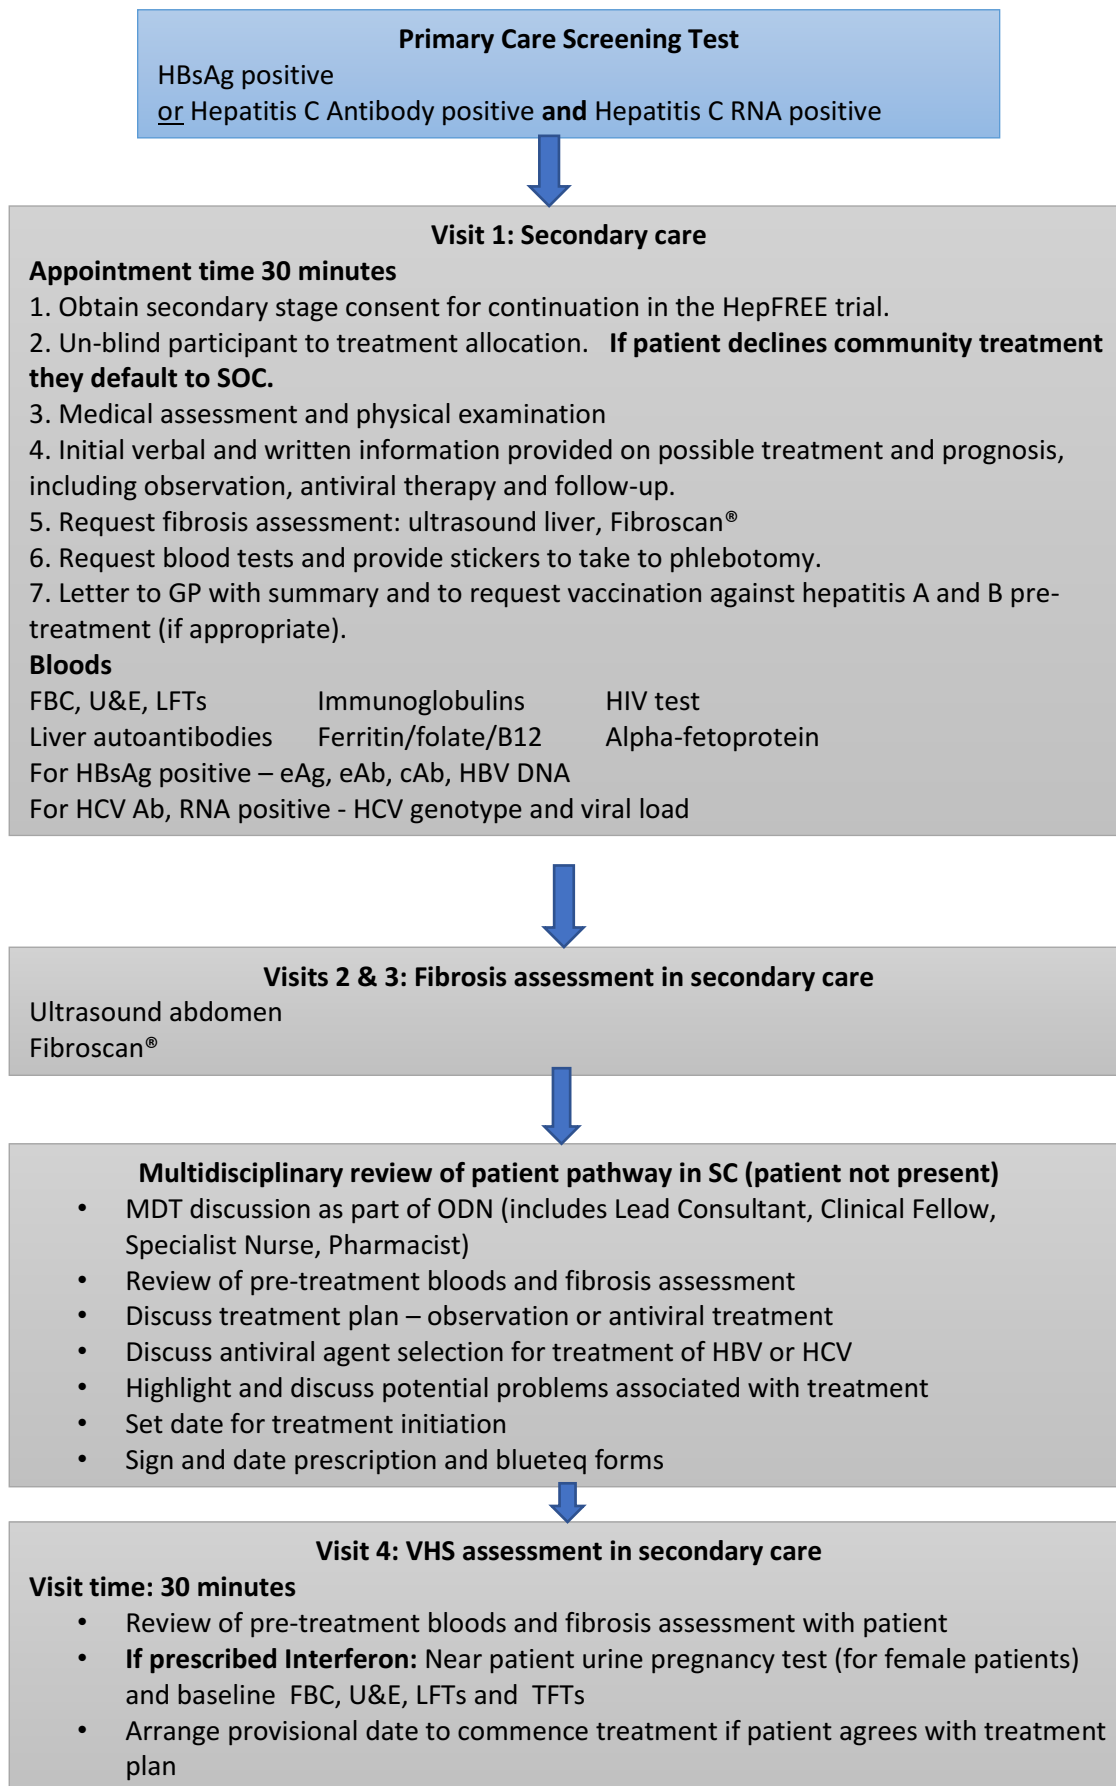 Primary Care Screening Test
HBsAg positive
or Hepatitis C Antibody positive and Hepatitis C RNA positive
Visit 1: Secondary care
Appointment time 30 minutes
1. Obtain secondary stage consent for continuation in the HepFREE trial.
2. Un-blind participant to treatment allocation. If patient declines community treatment
they default to SOC.
3. Medical assessment and physical examination
4. Initial verbal and written information provided on possible treatment and prognosis,
including observation, antiviral therapy and follow-up.
5. Request fibrosis assessment: ultrasound liver, Fibroscan®
6. Request blood tests and provide stickers to take to phlebotomy.
7. Letter to GP with summary and to request vaccination against hepatitis A and B pre-
treatment (if appropriate).
Bloods
FBC, U&E, LFTs Immunoglobulins HIV test
Liver autoantibodies Ferritin/folate/B12 Alpha-fetoprotein
For HBsAg positive – eAg, eAb, cAb, HBV DNA
For HCV Ab, RNA positive - HCV genotype and viral load
Visits 2 & 3: Fibrosis assessment in secondary care
Ultrasound abdomen
Fibroscan®
Multidisciplinary review of patient pathway in SC (patient not present)
• MDT discussion as part of ODN (includes Lead Consultant, Clinical Fellow,
Specialist Nurse, Pharmacist)
• Review of pre-treatment bloods and fibrosis assessment
• Discuss treatment plan – observation or antiviral treatment
• Discuss antiviral agent selection for treatment of HBV or HCV
• Highlight and discuss potential problems associated with treatment
• Set date for treatment initiation
• Sign and date prescription and blueteq forms
Visit 4: VHS assessment in secondary care
Visit time: 30 minutes
• Review of pre-treatment bloods and fibrosis assessment with patient
• If prescribed Interferon: Near patient urine pregnancy test (for female patients)
and baseline FBC, U&E, LFTs and TFTs
• Arrange provisional date to commence treatment if patient agrees with treatment
plan